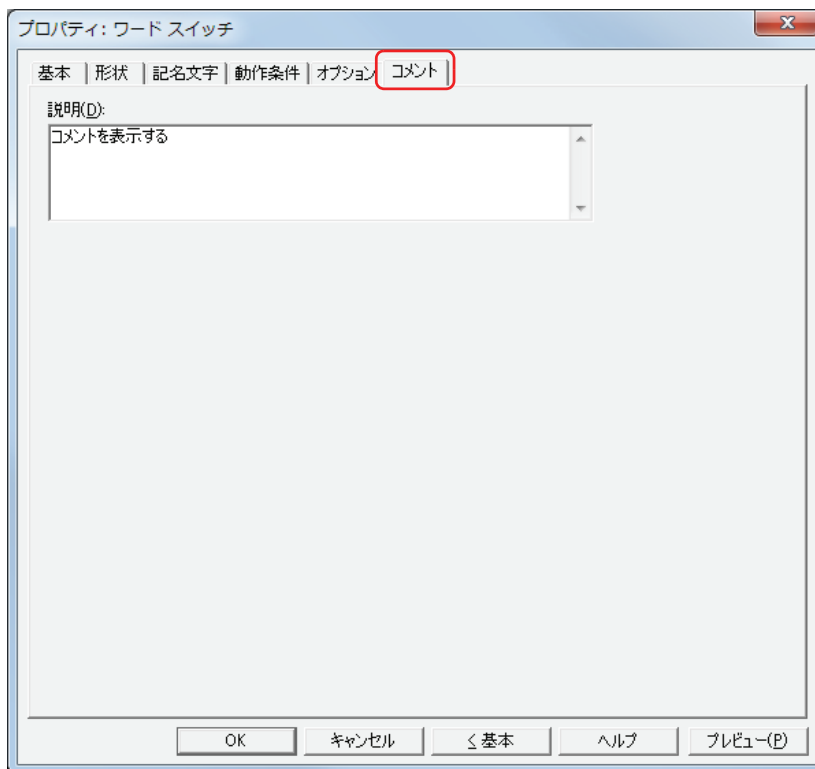 プロパティ: ワード スイッチ
基本 形状 記名文字 動作条件 オプション コメント
説明(D):
コメントを表示する
OK キャンセル < 基本 ヘルプ プレビュー(P)